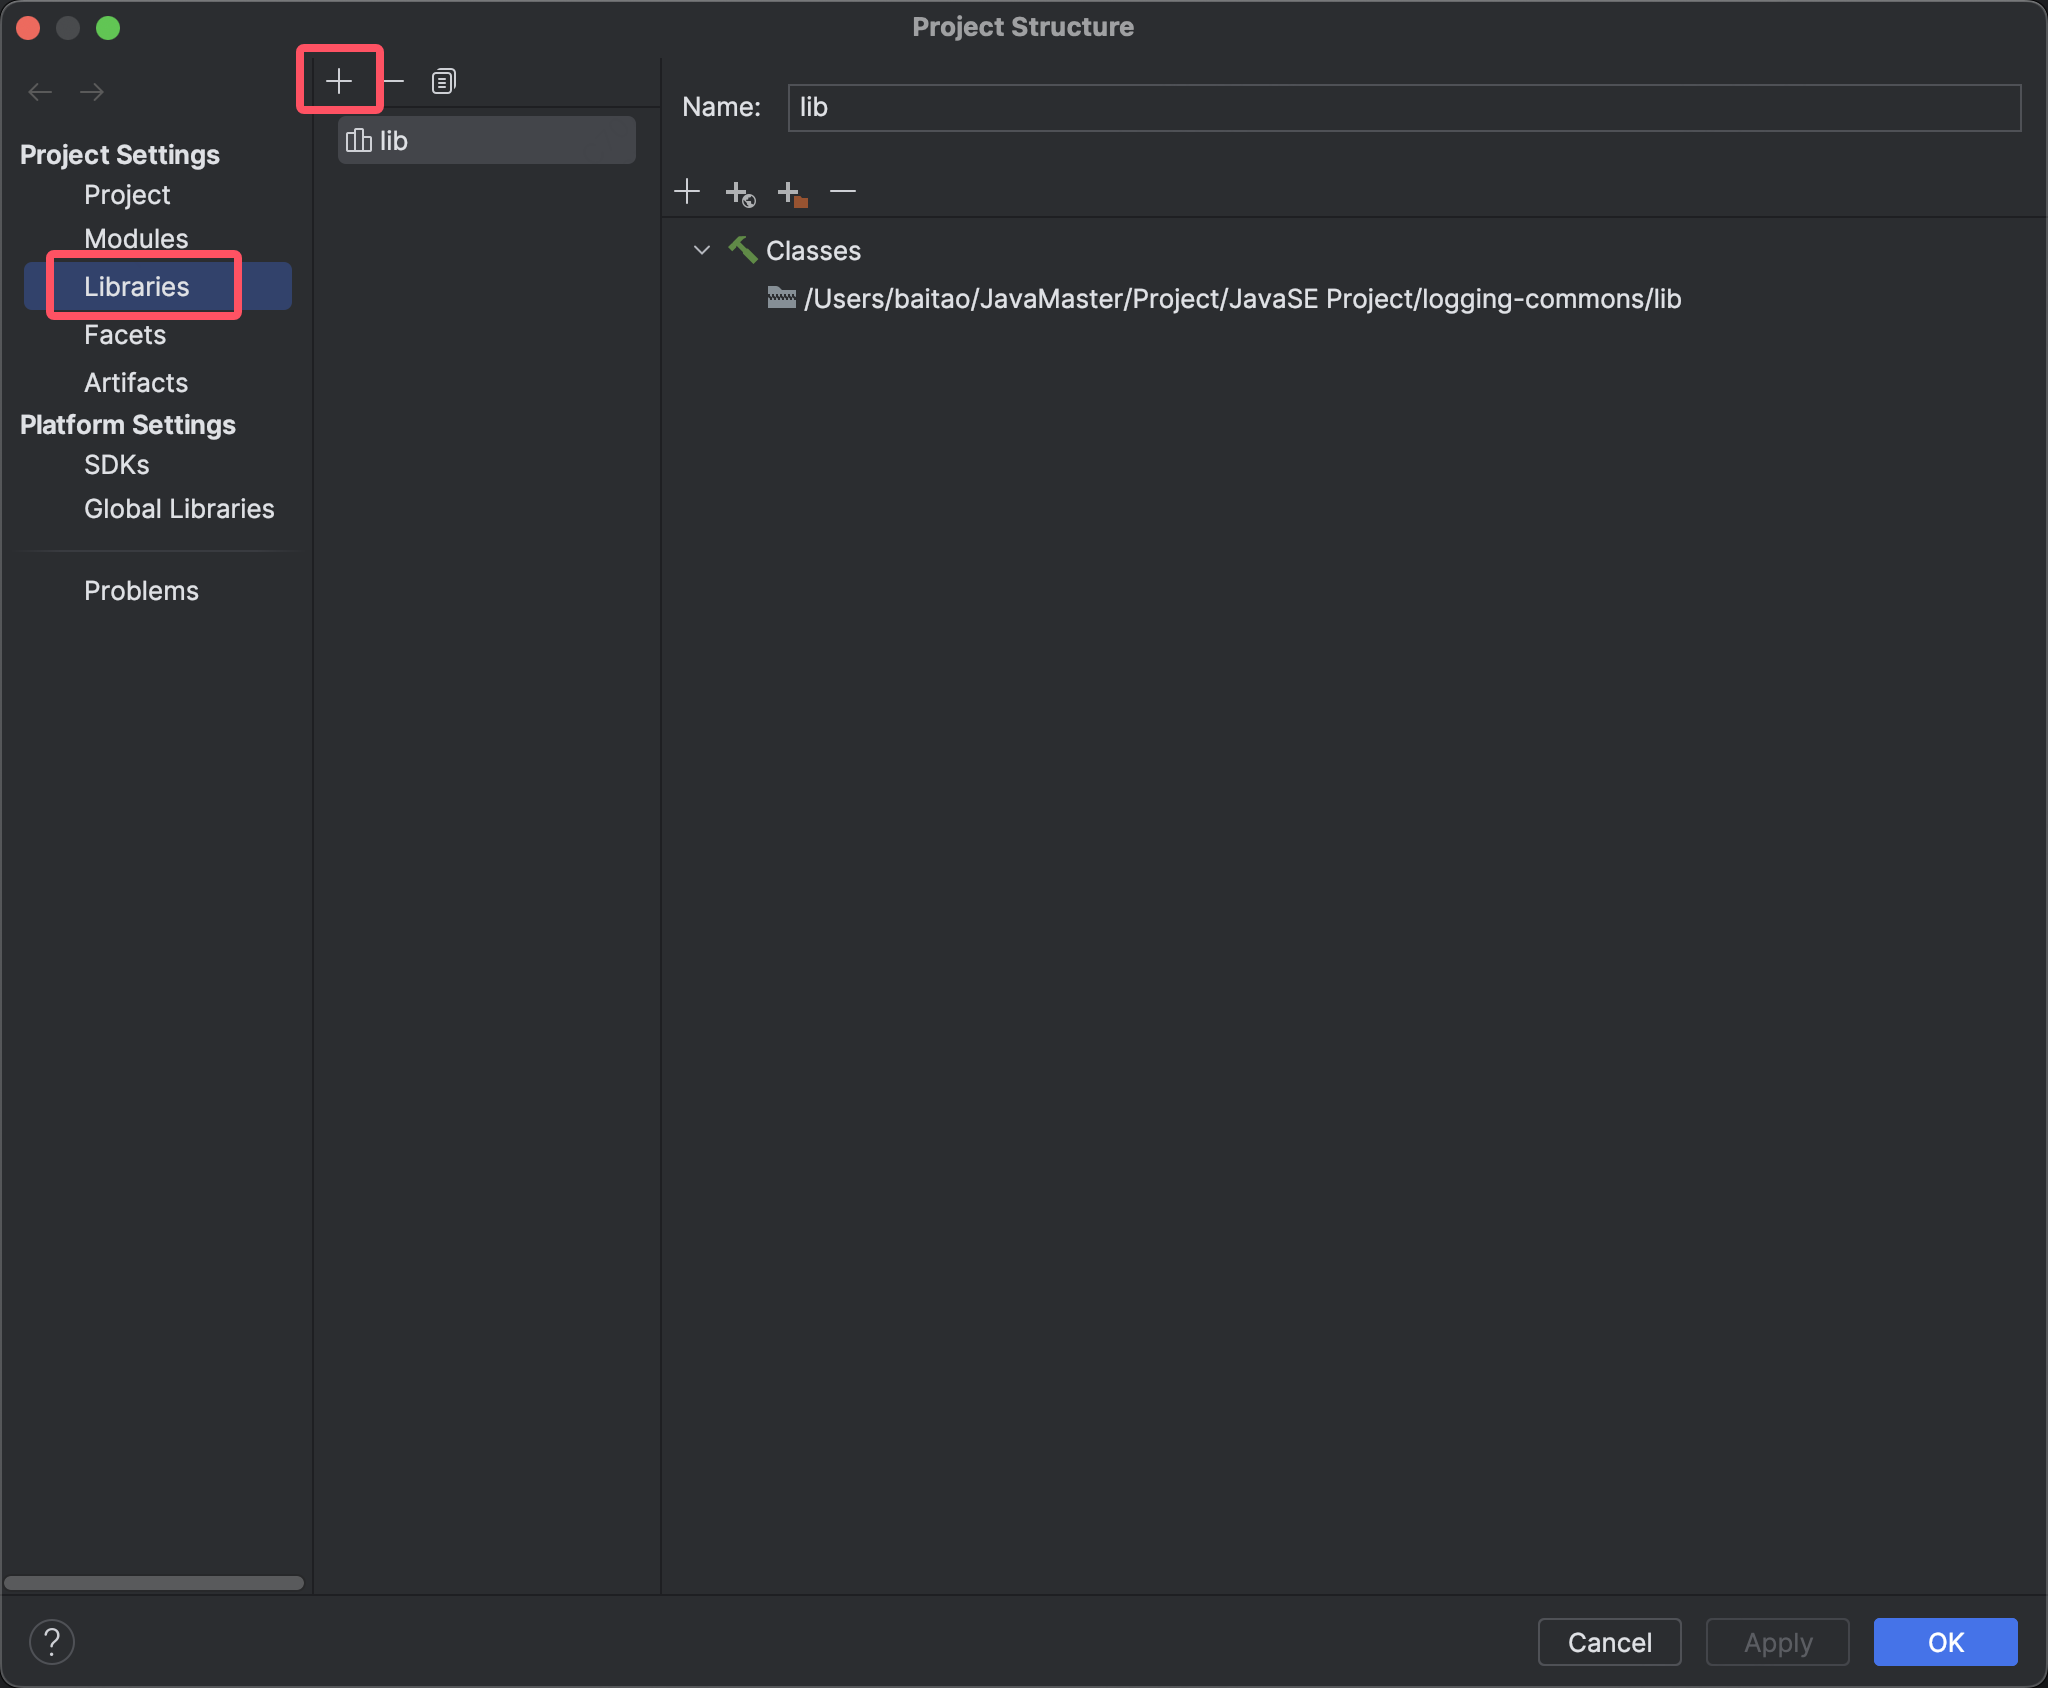 Project Structure
Project Settings
Project
Modules
Libraries
Facets
Artifacts
Platform Settings
SDKs
Global Libraries
Problems
lib
Name: lib
Classes
/Users/baitao/JavaMaster/Project/JavaSE Project/logging-commons/lib
?
Cancel
Apply
OK